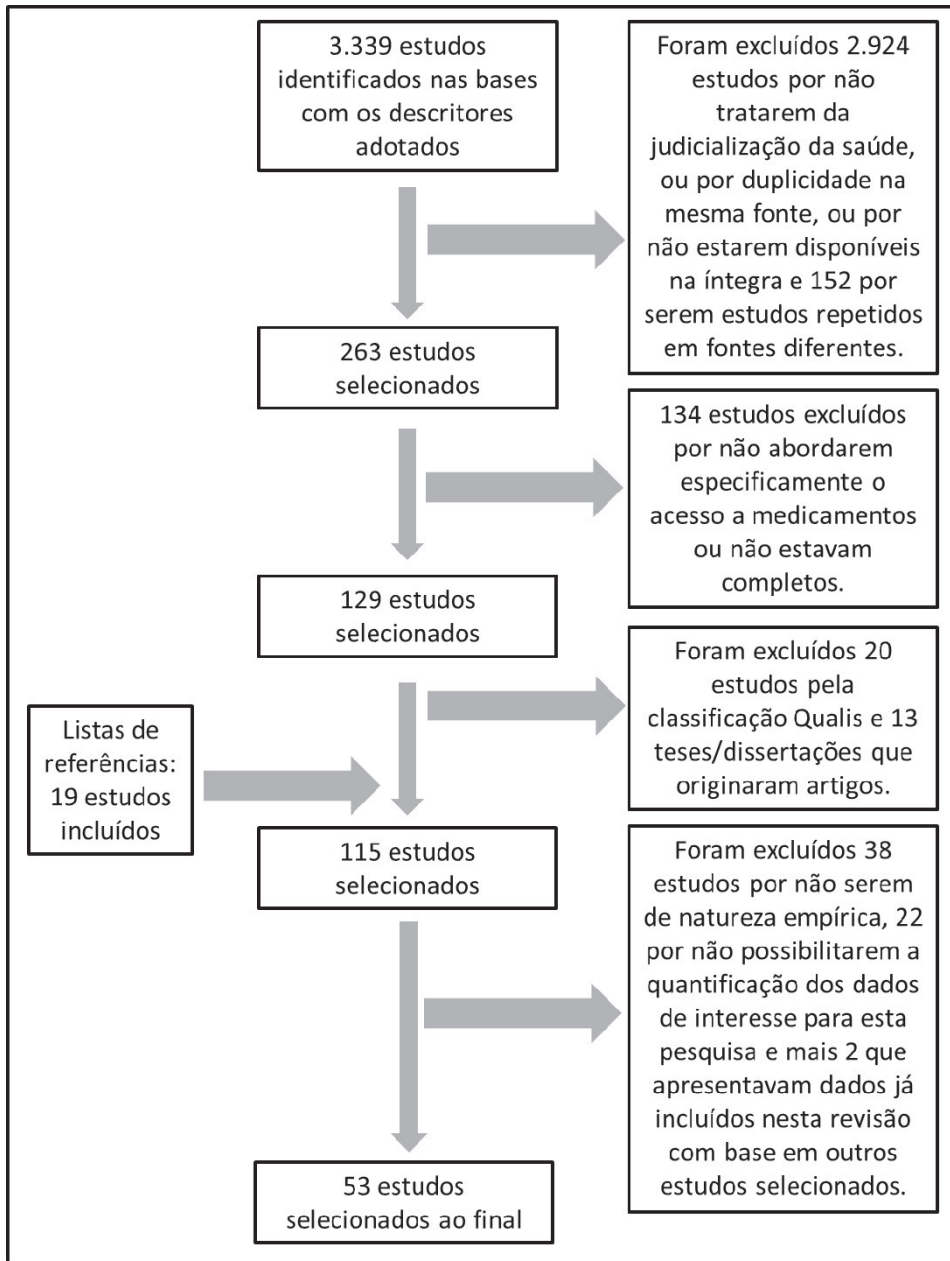 3.339 estudos
identificados nas bases
com os descritores
adotados
Foram excluídos 2.924
estudos por não
tratarem da
judicialização da saúde,
ou por duplicidade na
mesma fonte, ou por
não estarem disponíveis
na íntegra e 152 por
serem estudos repetidos
em fontes diferentes.
263 estudos
selecionados
134 estudos excluídos
por não abordarem
especificamente o
acesso a medicamentos
ou não estavam
completos.
129 estudos
selecionados
Foram excluídos 20
estudos pela
classificação Qualis e 13
teses/dissertações que
originaram artigos.
Listas de
referências:
19 estudos
incluídos
115 estudos
selecionados
Foram excluídos 38
estudos por não serem
de natureza empírica, 22
por não possibilitarem a
quantificação dos dados
de interesse para esta
pesquisa e mais 2 que
apresentavam dados já
incluídos nesta revisão
com base em outros
estudos selecionados.
53 estudos
selecionados ao final